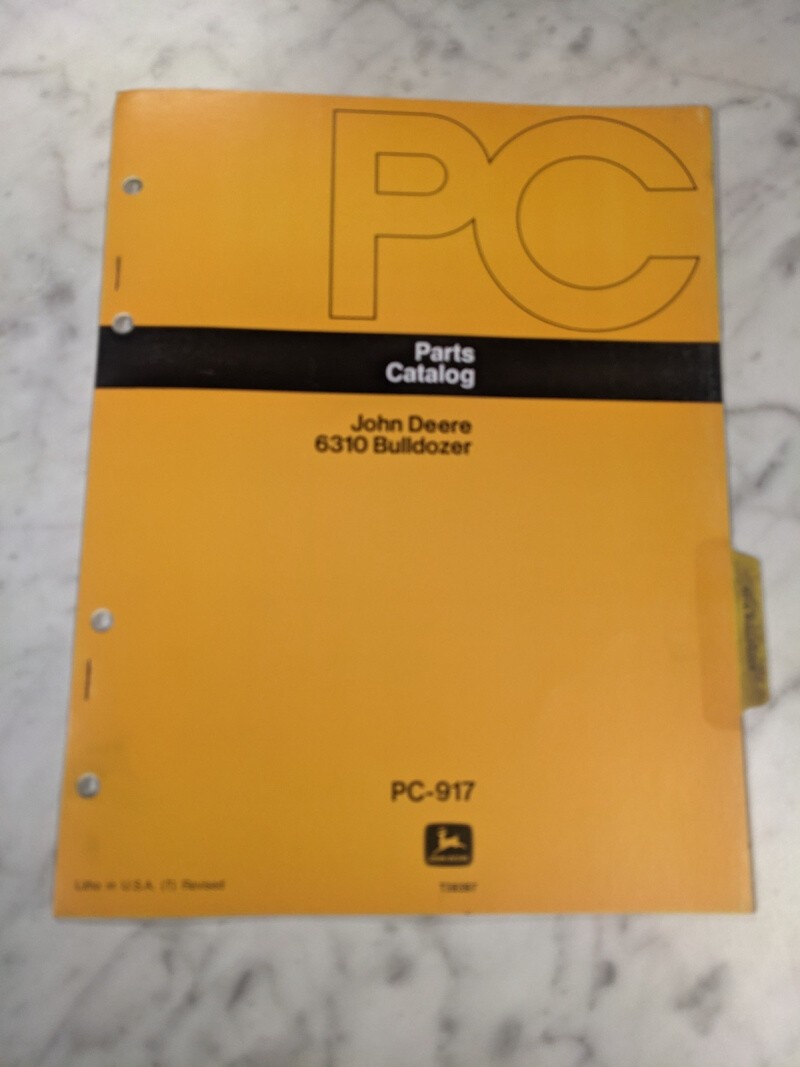 PC
Parts
Catalog
John Deere
6310 Bulldozer
PC-917
Litho in U.S.A. (T) Revised